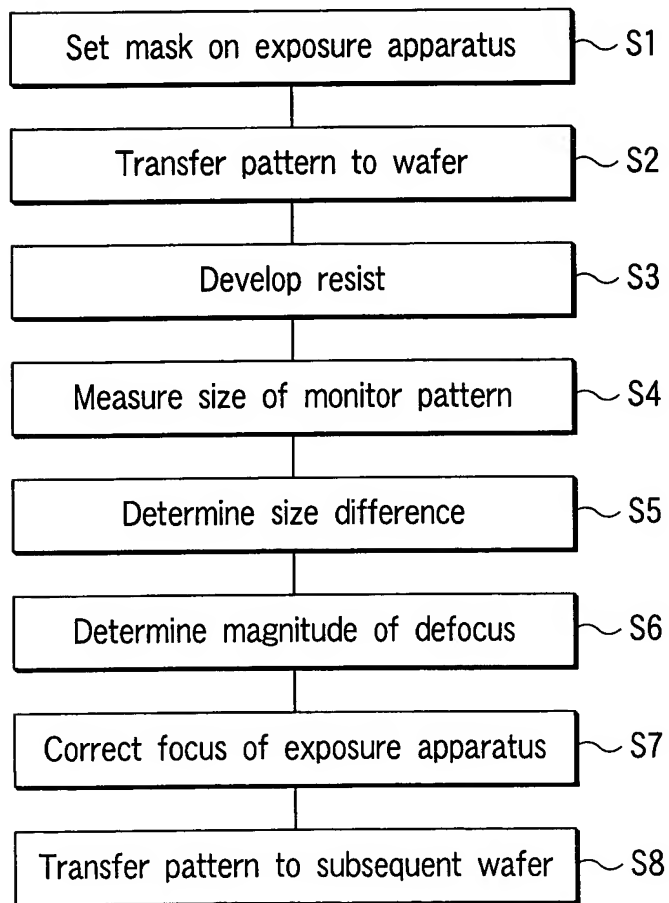 Set mask on exposure apparatus S1
Transfer pattern to wafer S2
Develop resist S3
Measure size of monitor pattern S4
Determine size difference S5
Determine magnitude of defocus S6
Correct focus of exposure apparatus S7
Transfer pattern to subsequent wafer S8